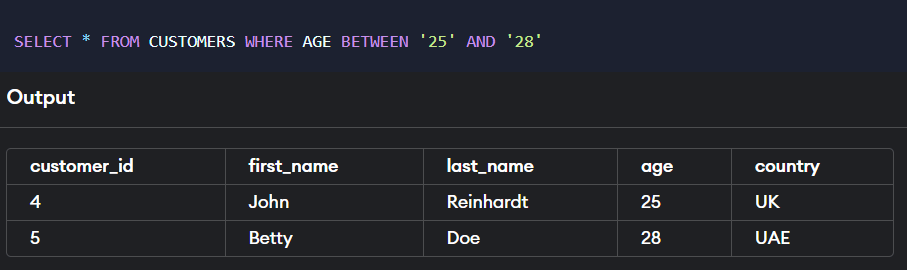 SELECT * FROM CUSTOMERS WHERE AGE BETWEEN '25' AND '28'
Output
customer_id first_name last_name age country
4 John Reinhardt 25 UK
5 Betty Doe 28 UAE